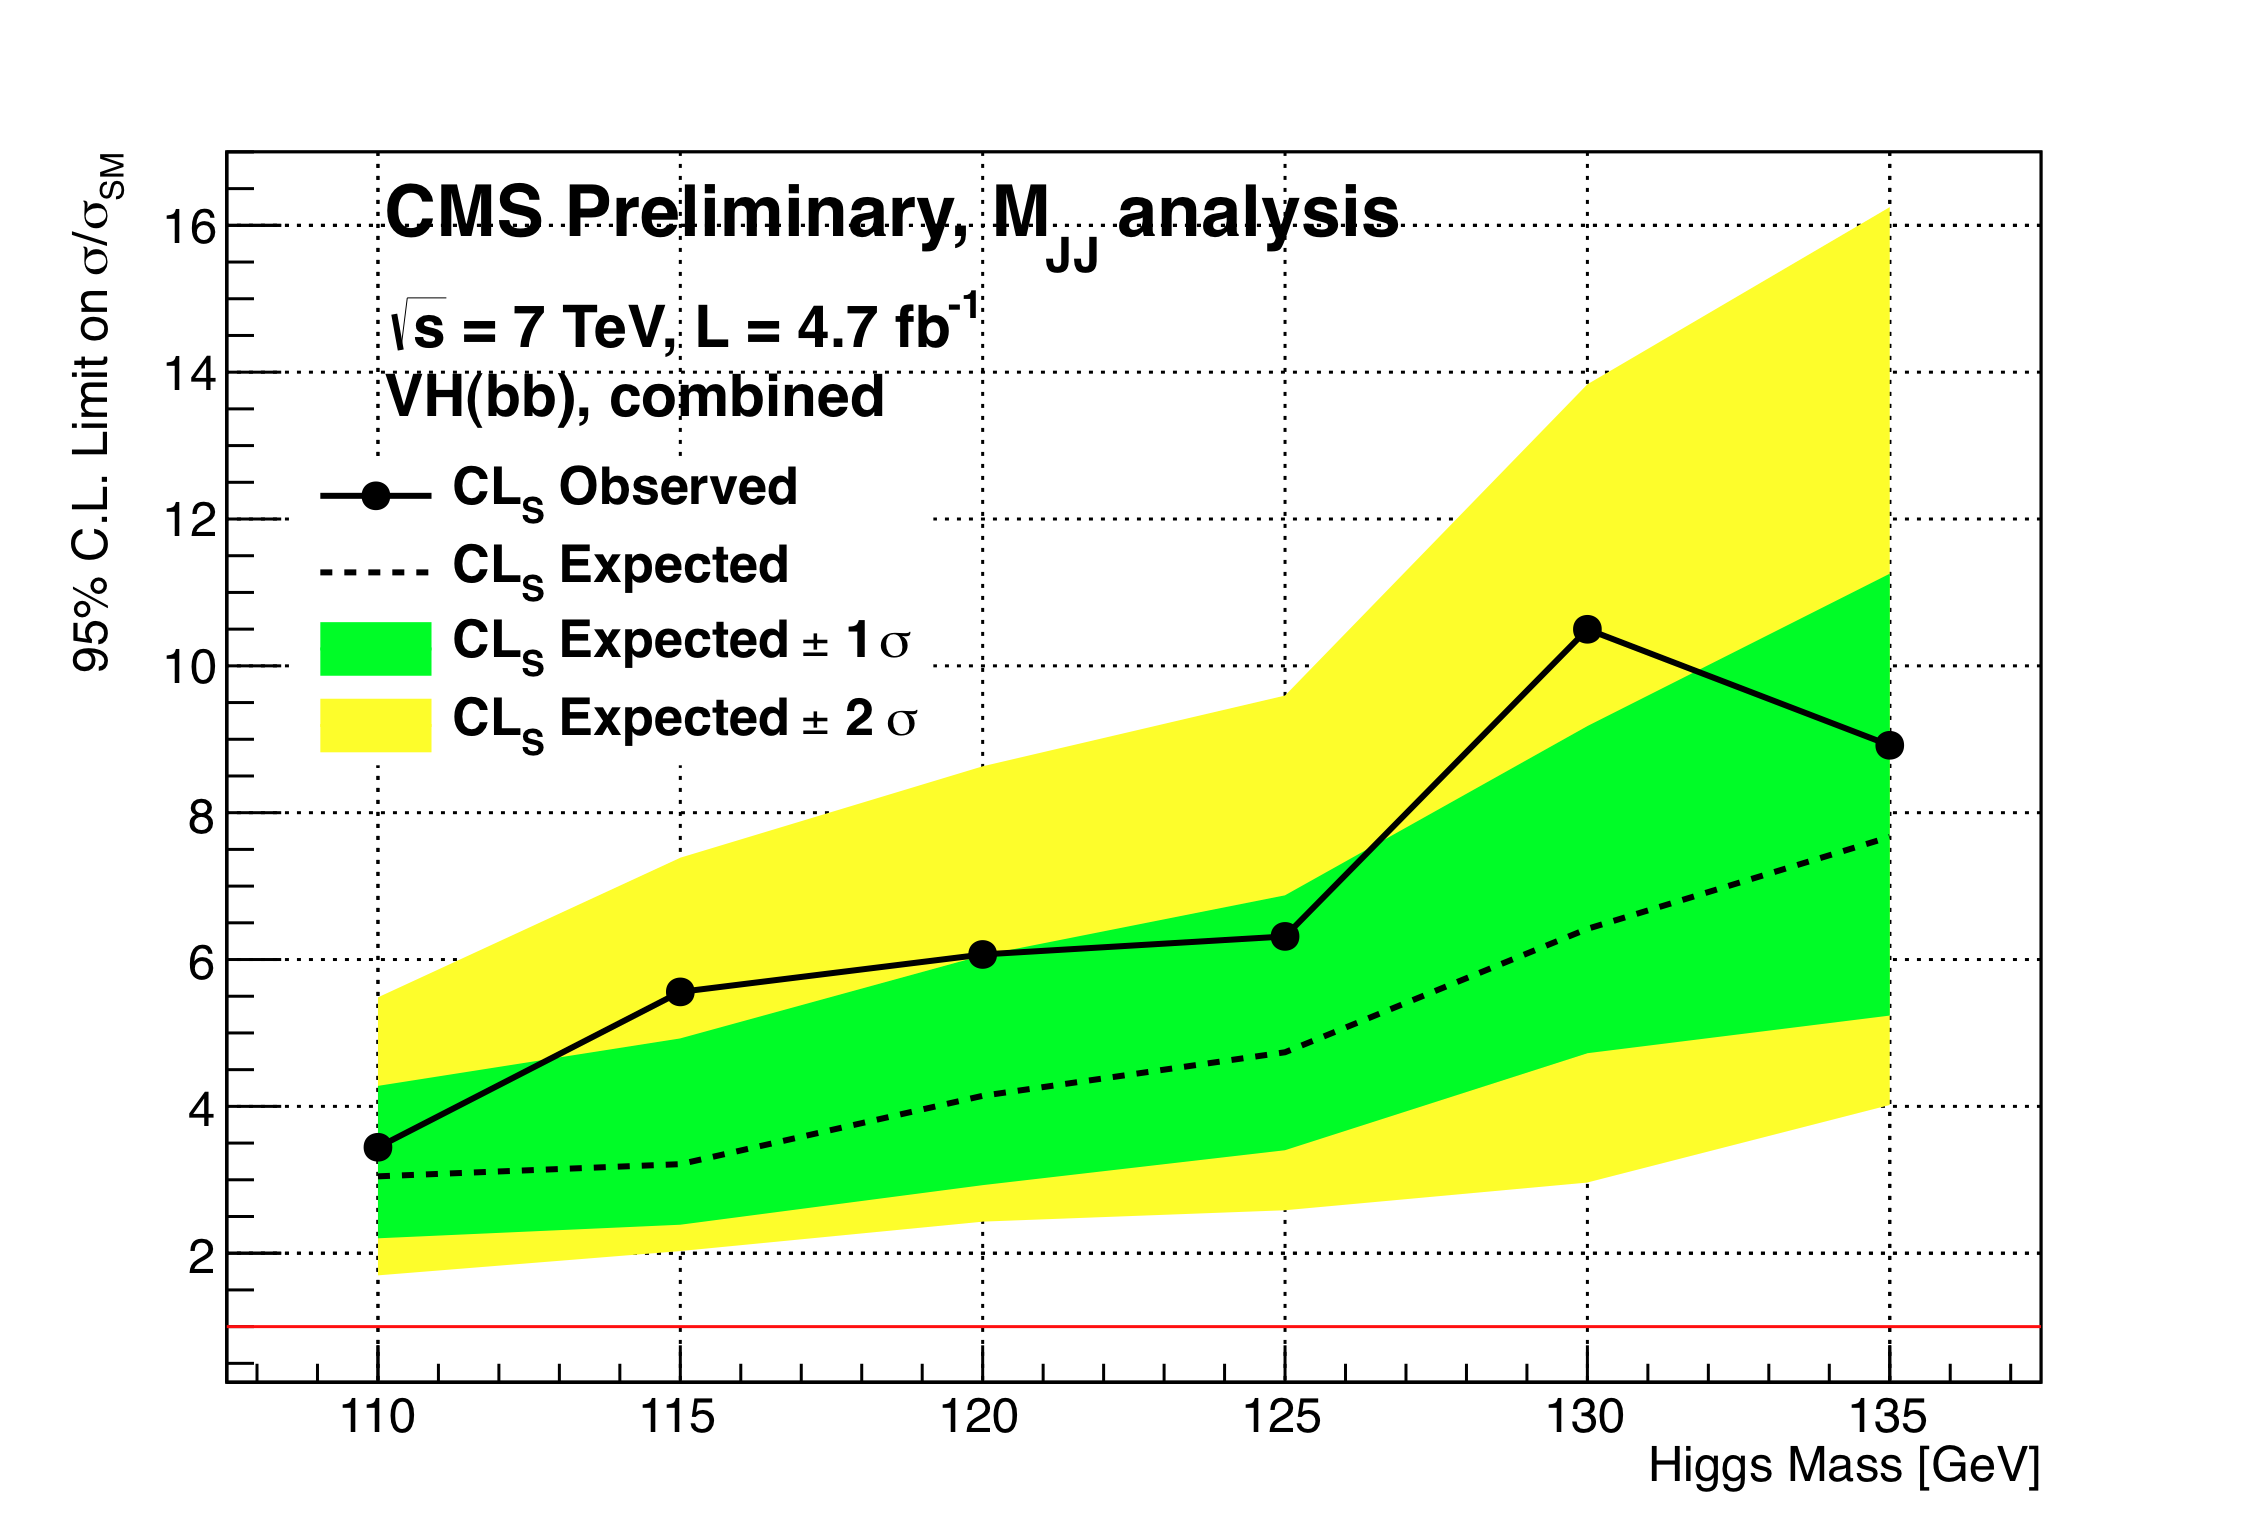 CMS Preliminary, M_JJ analysis
√s = 7 TeV, L = 4.7 fb⁻¹
VH(bb), combined
CL_S Observed
CL_S Expected
CL_S Expected ± 1 σ
CL_S Expected ± 2 σ
95% C.L. Limit on σ/σ_SM
16
14
12
10
8
6
4
2
110 115 120 125 130 135
Higgs Mass [GeV]